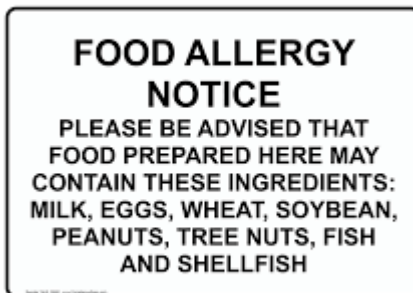 FOOD ALLERGY
NOTICE
PLEASE BE ADVISED THAT
FOOD PREPARED HERE MAY
CONTAIN THESE INGREDIENTS:
MILK, EGGS, WHEAT, SOYBEAN,
PEANUTS, TREE NUTS, FISH
AND SHELLFISH